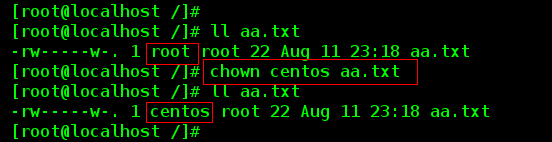 [root@localhost /]#
[root@localhost /]# ll aa.txt
-rw-----w-. 1 root root 22 Aug 11 23:18 aa.txt
[root@localhost /]# chown centos aa.txt
[root@localhost /]# ll aa.txt
-rw-----w-. 1 centos root 22 Aug 11 23:18 aa.txt
[root@localhost /]#